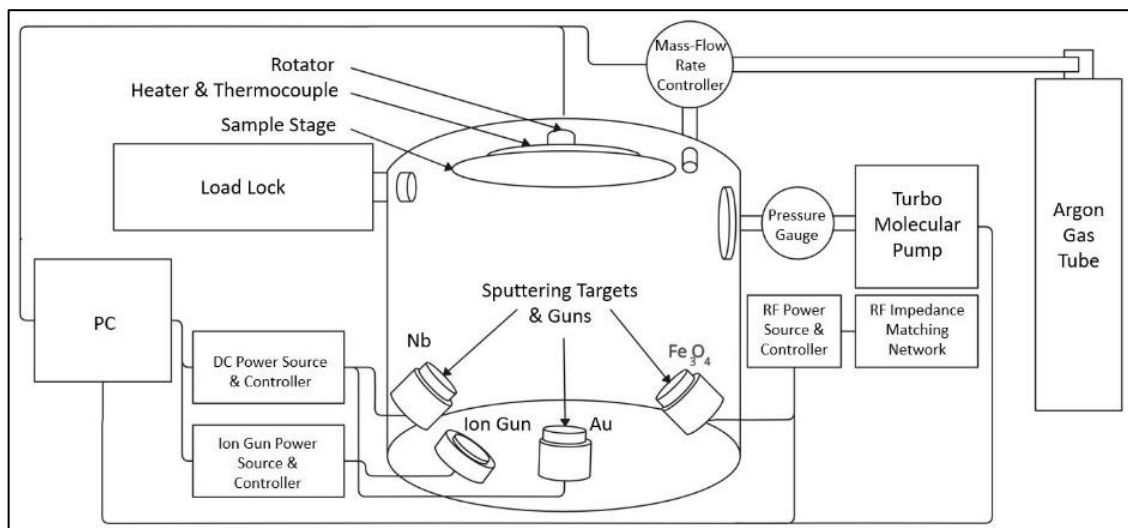 Mass-Flow
Rate
Controller
Rotator
Heater & Thermocouple
Sample Stage
Load Lock
Pressure
Gauge
Turbo
Molecular
Pump
Argon
Gas
Tube
Sputtering Targets
& Guns
PC
RF Power
Source &
Controller
RF Impedance
Matching
Network
Nb
Fe₃O₄
DC Power Source
& Controller
Ion Gun
Au
Ion Gun Power
Source &
Controller